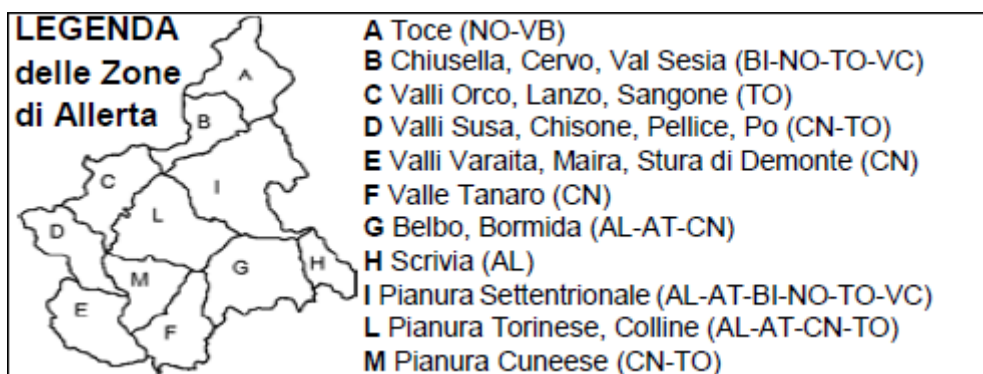 LEGENDA
delle Zone
di Allerta
A
B
C
I
L
D
M
G
H
E
F
A Toce (NO-VB)
B Chiusella, Cervo, Val Sesia (BI-NO-TO-VC)
C Valli Orco, Lanzo, Sangone (TO)
D Valli Susa, Chisone, Pellice, Po (CN-TO)
E Valli Varaita, Maira, Stura di Demonte (CN)
F Valle Tanaro (CN)
G Belbo, Bormida (AL-AT-CN)
H Scrivia (AL)
I Pianura Settentrionale (AL-AT-BI-NO-TO-VC)
L Pianura Torinese, Colline (AL-AT-CN-TO)
M Pianura Cuneese (CN-TO)